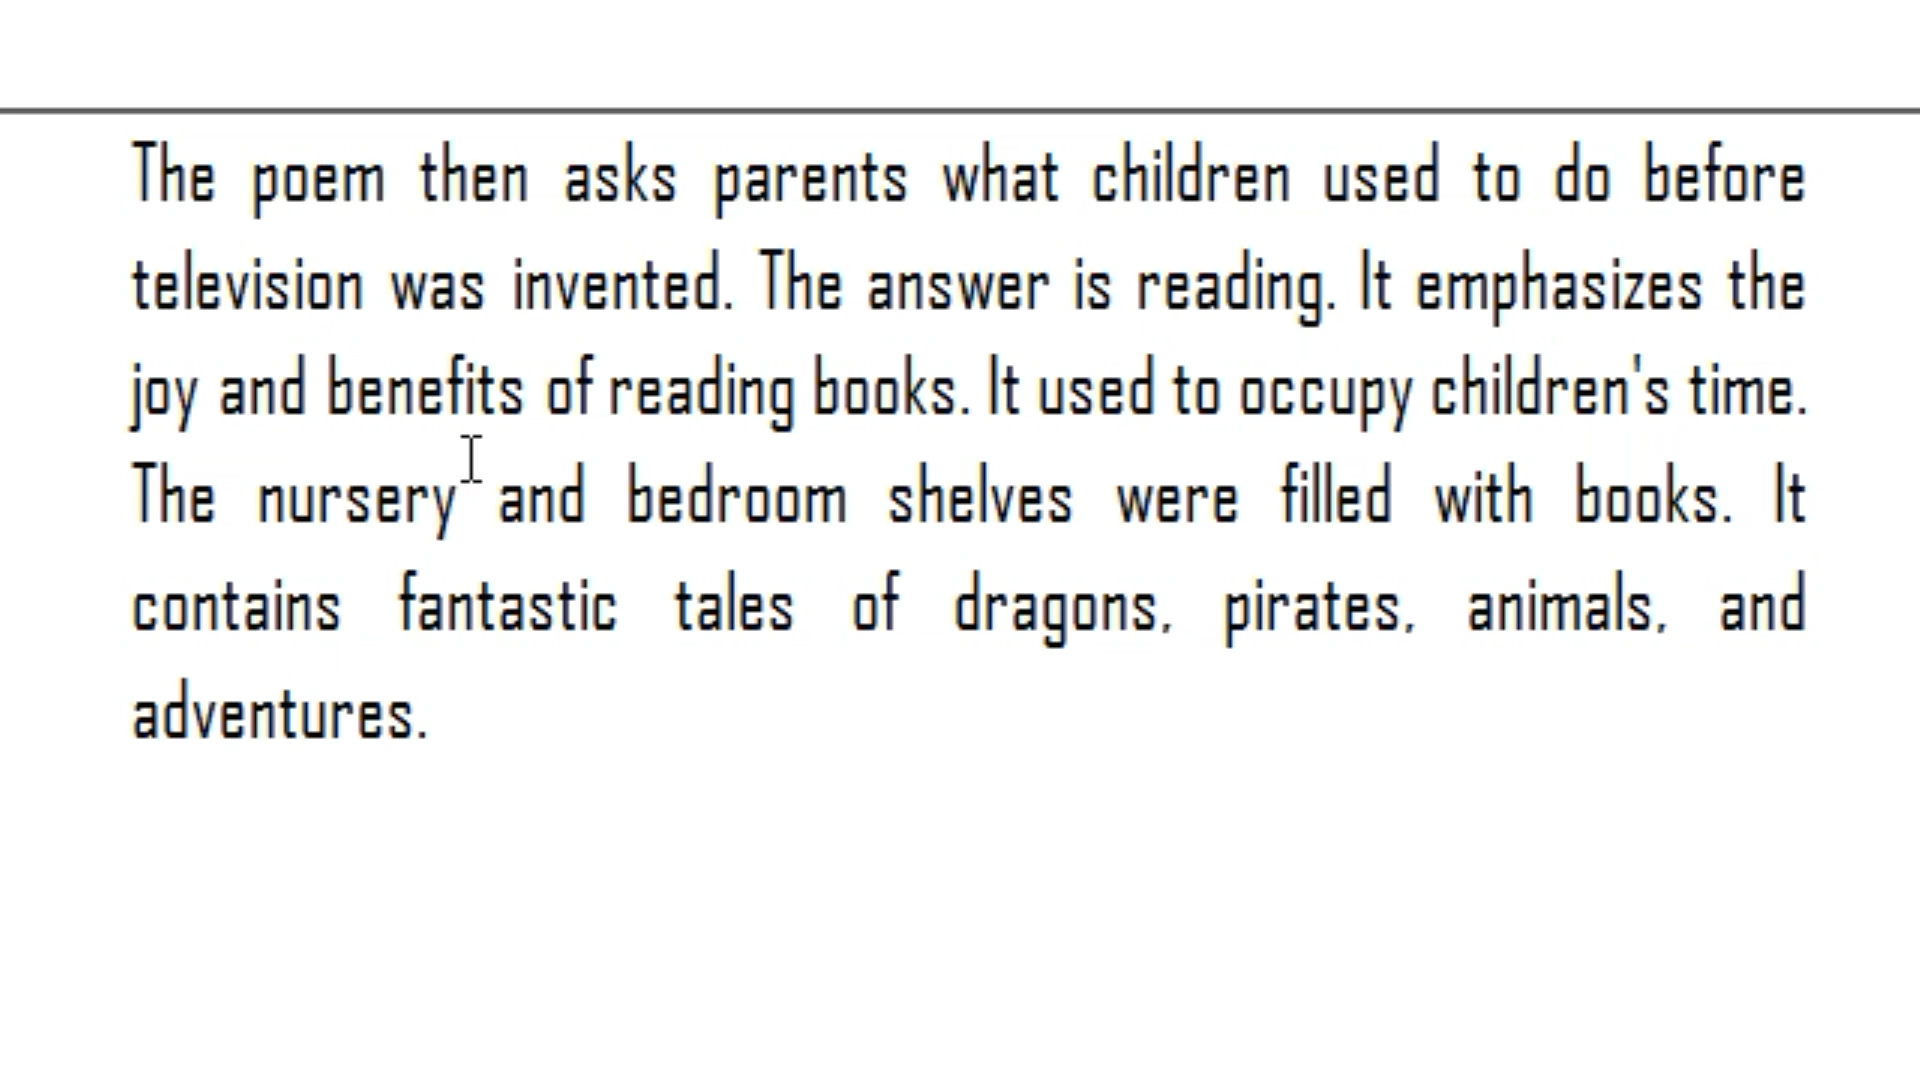 The poem then asks parents what children used to do before
television was invented. The answer is reading. It emphasizes the
joy and benefits of reading books. It used to occupy children's time.
The nursery and bedroom shelves were filled with books. It
contains fantastic tales of dragons, pirates, animals, and
adventures.